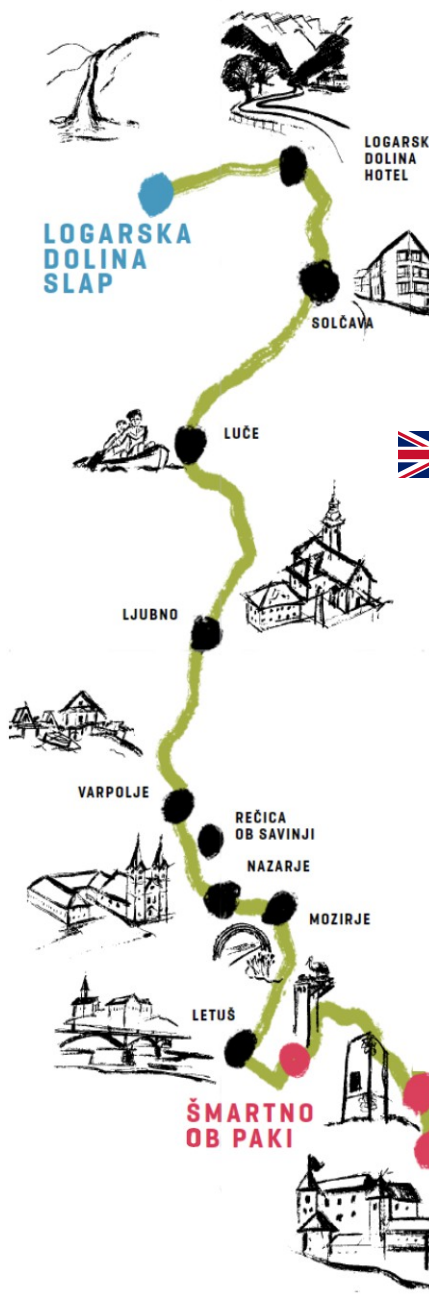 LOGARSK
DOLINA
HOTEL
LOGARSKA
DOLINA
SLAP
SOLČAVA
LUČE
LJUBNO
VARPOLJE
REČICA
OB SAVINJI
NAZARJE
MOZIRJE
LETUŠ
ŠMARTNO
OB PAKI